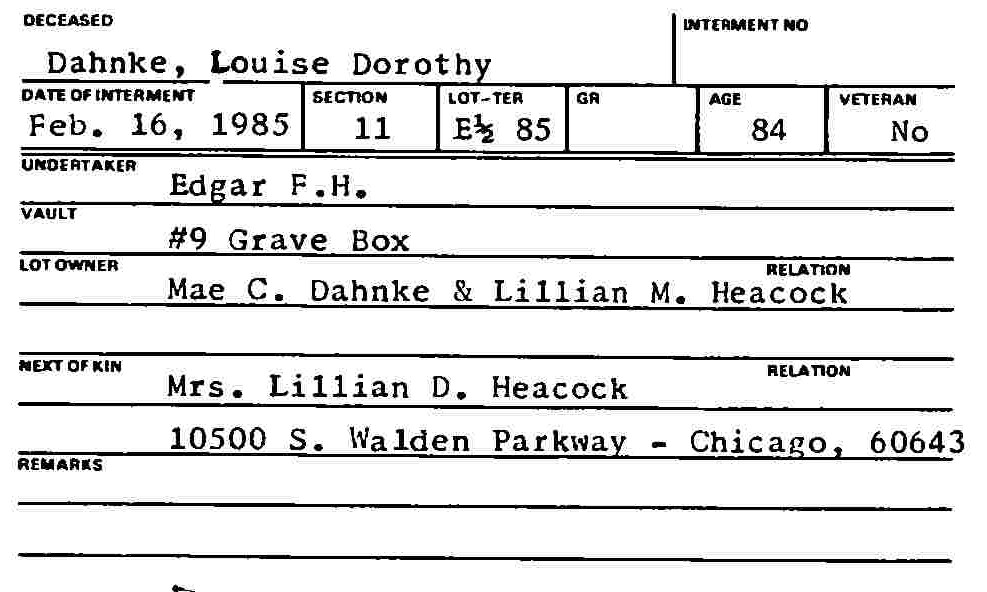 DECEASED INTERMENT NO
Dahnke, Louise Dorothy
DATE OF INTERMENT SECTION LOT-TER GR AGE VETERAN
Feb. 16, 1985 11 E½ 85 84 No
UNDERTAKER
Edgar F.H.
VAULT
#9 Grave Box
LOT OWNER RELATION
Mae C. Dahnke & Lillian M. Heacock
NEXT OF KIN RELATION
Mrs. Lillian D. Heacock
10500 S. Walden Parkway - Chicago, 60643
REMARKS